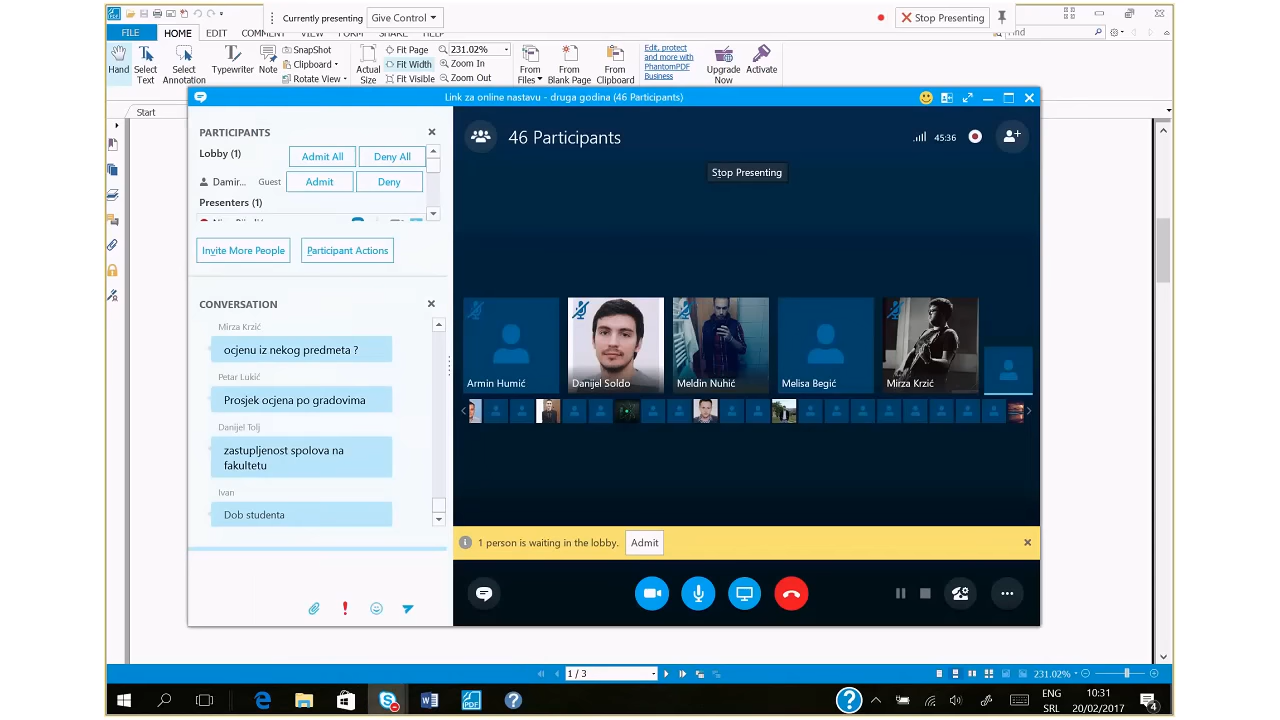 Currently presenting
Give Control
Stop Presenting
FILE
HOME
EDIT
COMMENT
VIEW
FORM
SHARE
HELP
Find
Hand
Select Text
Select Annotation
Typewriter
Note
SnapShot
Clipboard
Rotate View
Actual Size
Fit Page
Fit Width
Fit Visible
231.02%
Zoom In
Zoom Out
From Files
From Blank Page
From Clipboard
Edit, protect
and more with
PhantomPDF
Business
Upgrade Now
Activate
Start
Link za online nastavu - druga godina (46 Participants)
PARTICIPANTS
Lobby (1)
Admit All
Deny All
Damir...
Guest
Admit
Deny
Presenters (1)
Invite More People
Participant Actions
CONVERSATION
Mirza Krzić
ocjenu iz nekog predmeta ?
Petar Lukić
Prosjek ocjena po gradovima
Danijel Tolj
zastupljenost spolova na
fakultetu
Ivan
Dob studenta
46 Participants
45:36
Stop Presenting
Armin Humić
Danijel Soldo
Meldin Nuhić
Melisa Begić
Mirza Krzić
1 person is waiting in the lobby.
Admit
1 / 3
231.02%
ENG
SRL
10:31
20/02/2017
4